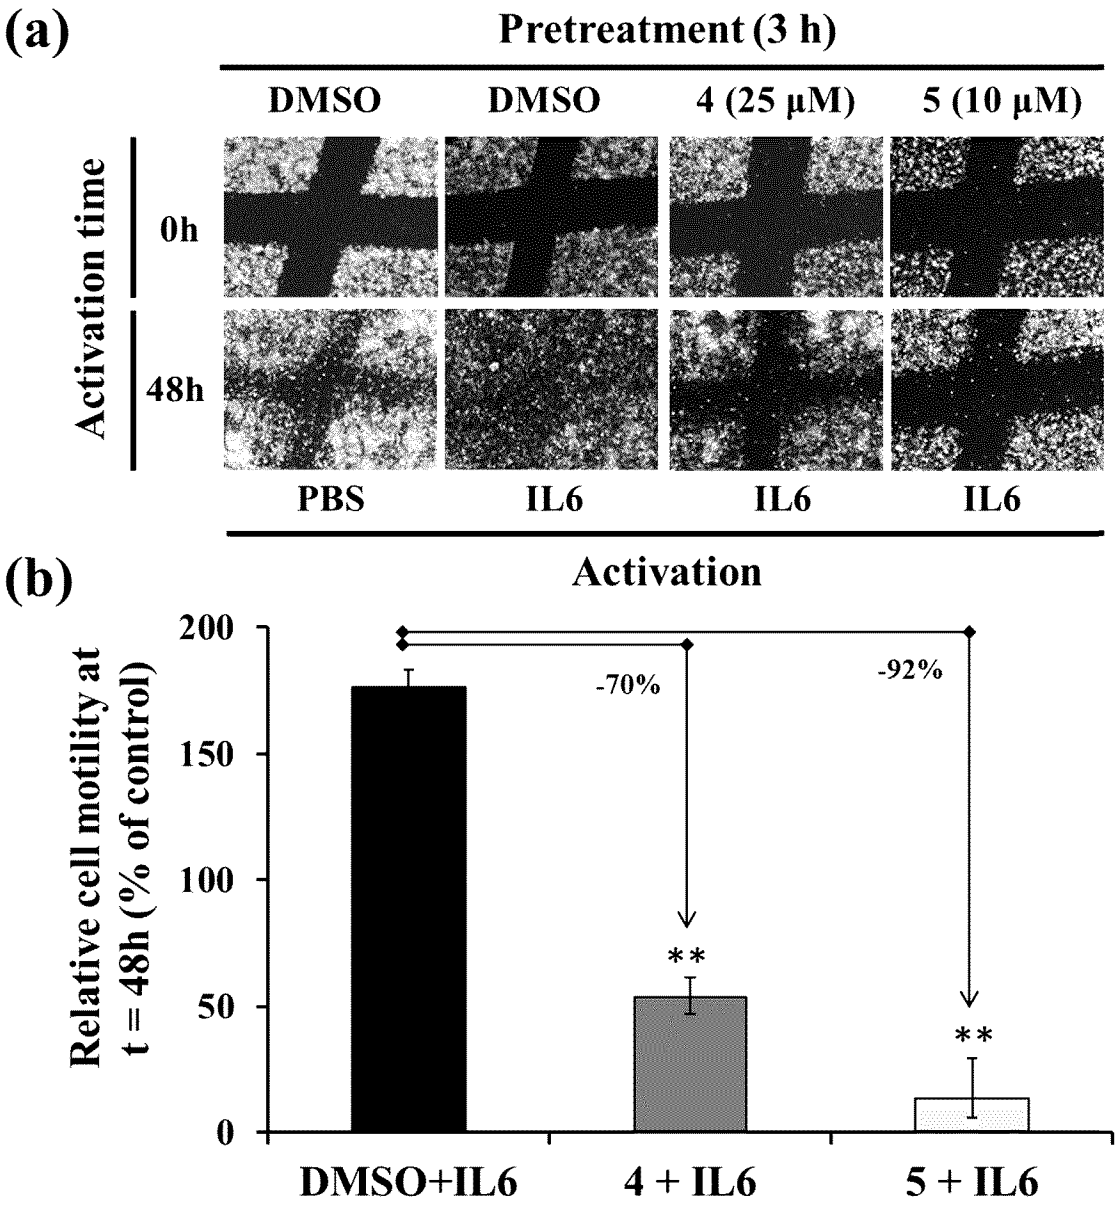 (a)
Pretreatment (3 h)
DMSO DMSO 4 (25 μM) 5 (10 μM)
Activation time
0h
48h
PBS IL6 IL6 IL6
Activation
(b)
Relative cell motility at
t = 48h (% of control)
200
150
100
50
0
-70%
-92%
**
**
DMSO+IL6 4 + IL6 5 + IL6